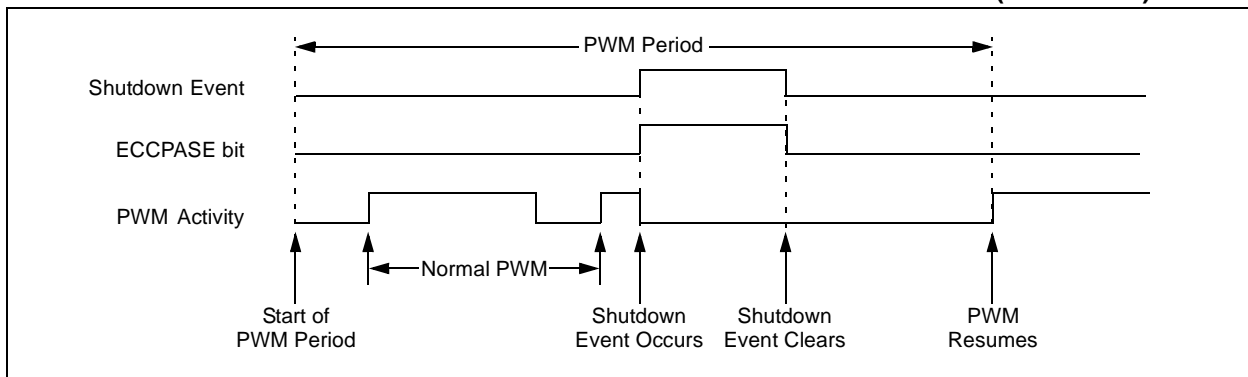 PWM Period
Shutdown Event
ECCPASE bit
PWM Activity
Normal PWM
Start of
PWM Period
Shutdown
Event Occurs
Shutdown
Event Clears
PWM
Resumes